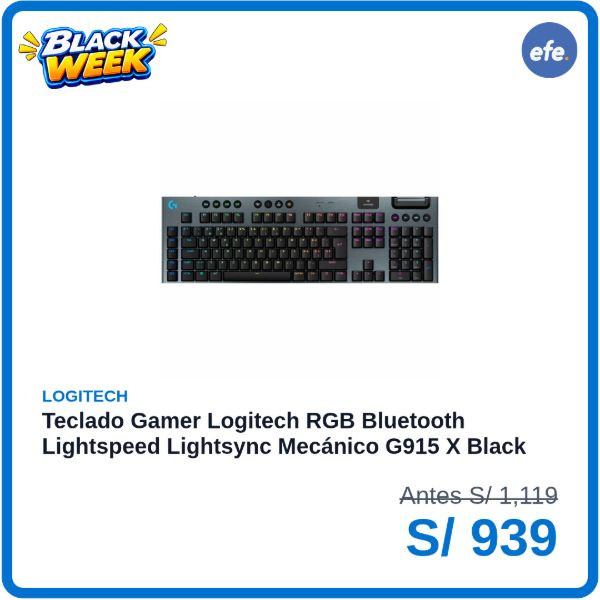 BLACK
WEEK
efe.
LOGITECH
Teclado Gamer Logitech RGB Bluetooth
Lightspeed Lightsync Mecánico G915 X Black
Antes S/ 1,119
S/ 939